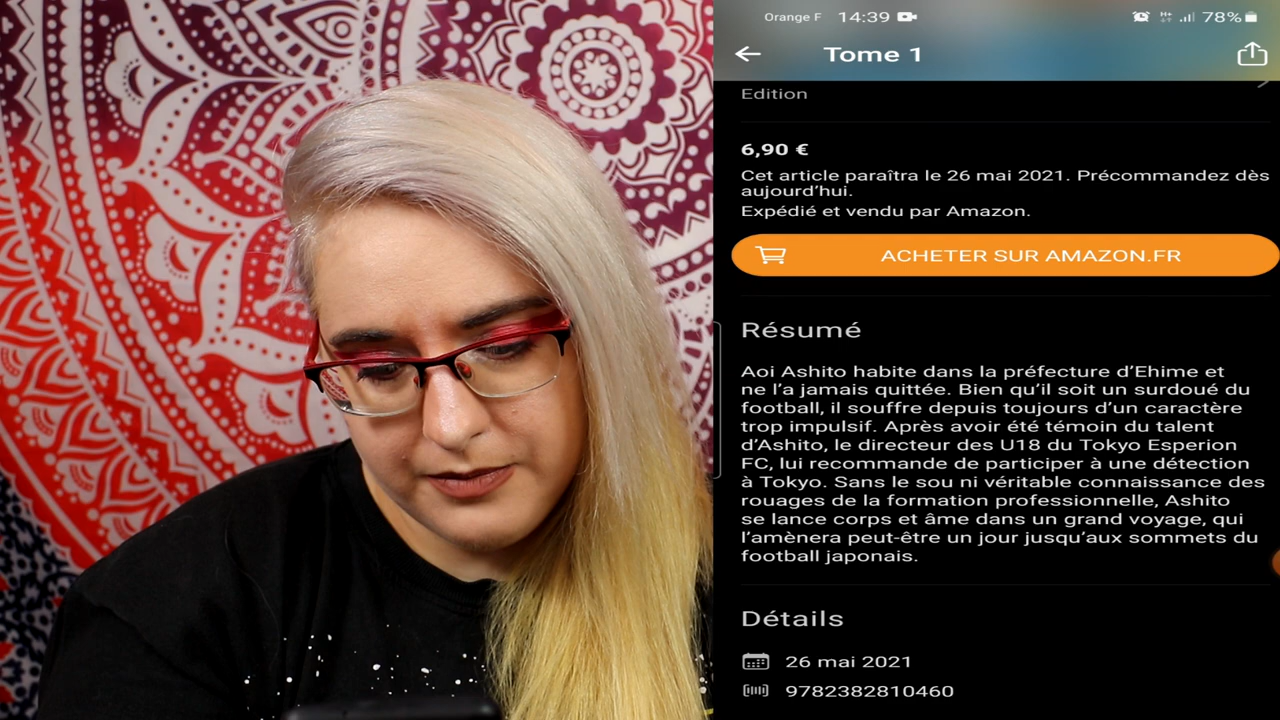 Orange F 14:39 78%
Tome 1
Edition
6,90 €
Cet article paraîtra le 26 mai 2021. Précommandez dès
aujourd'hui.
Expédié et vendu par Amazon.
ACHETER SUR AMAZON.FR
Résumé
Aoi Ashito habite dans la préfecture d'Ehime et
ne l'a jamais quittée. Bien qu'il soit un surdoué du
football, il souffre depuis toujours d'un caractère
trop impulsif. Après avoir été témoin du talent
d'Ashito, le directeur des U18 du Tokyo Esperion
FC, lui recommande de participer à une détection
à Tokyo. Sans le sou ni véritable connaissance des
rouages de la formation professionnelle, Ashito
se lance corps et âme dans un grand voyage, qui
l'amènera peut-être un jour jusqu'aux sommets du
football japonais.
Détails
26 mai 2021
9782382810460